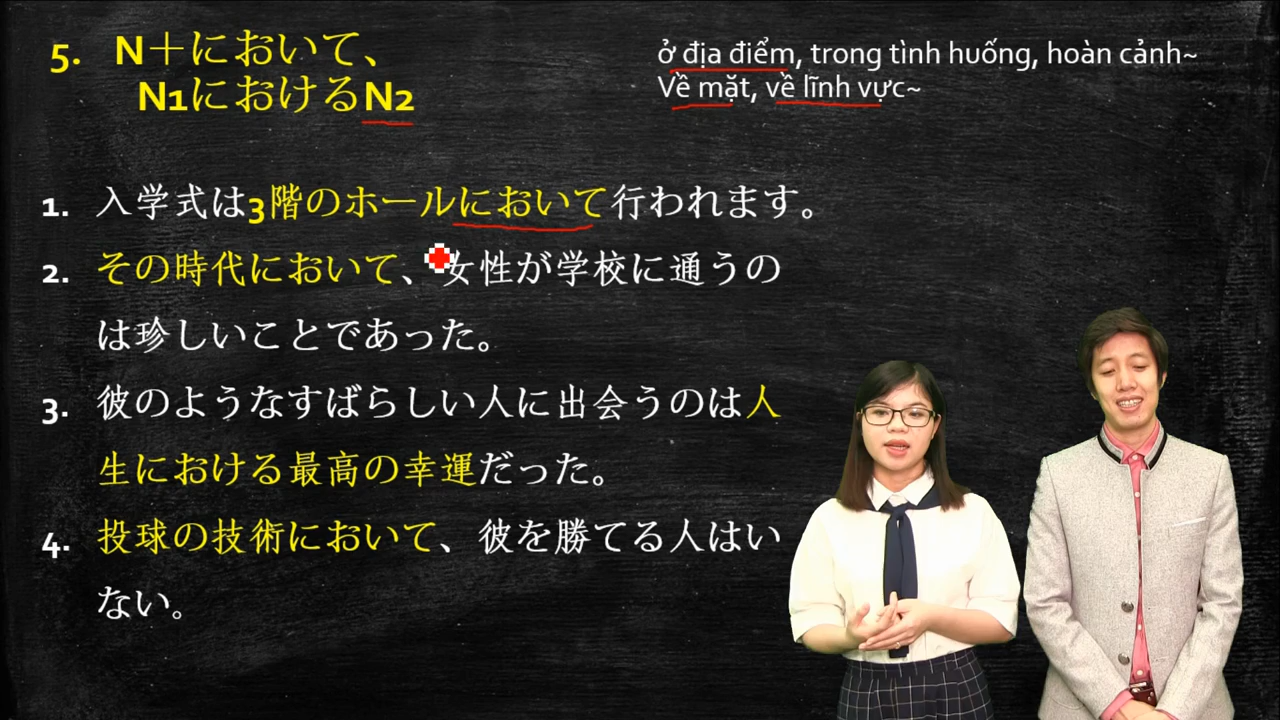 5. N＋において、
N1におけるN2
ở địa điểm, trong tình huống, hoàn cảnh~
Về mặt, về lĩnh vực~
1. 入学式は3階のホールにおいて行われます。
2. その時代において、女性が学校に通うの
は珍しいことであった。
3. 彼のようなすばらしい人に出会うのは人
生における最高の幸運だった。
4. 投球の技術において、彼を勝てる人はい
ない。